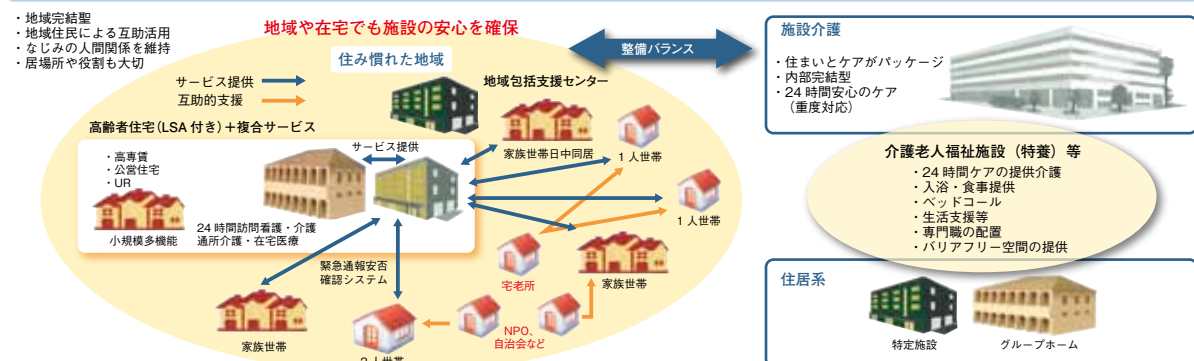 ・地域完結聖
・地域住民による互助活用
・なじみの人間関係を維持
・居場所や役割も大切
地域や在宅でも施設の安心を確保
住み慣れた地域
サービス提供
互助的支援
地域包括支援センター
高齢者住宅（LSA 付き）＋複合サービス
・高専賃
・公営住宅
・UR
サービス提供
小規模多機能
24 時間訪問看護・介護
通所介護・在宅医療
家族世帯日中同居
1 人世帯
1 人世帯
緊急通報安否
確認システム
宅老所
家族世帯
家族世帯
NPO、
自治会など
2 人世帯
整備バランス
施設介護
・住まいとケアがパッケージ
・内部完結型
・24 時間安心のケア
（重度対応）
介護老人福祉施設（特養）等
・24 時間ケアの提供介護
・入浴・食事提供
・ベッドコール
・生活支援等
・専門職の配置
・バリアフリー空間の提供
住居系
特定施設
グループホーム